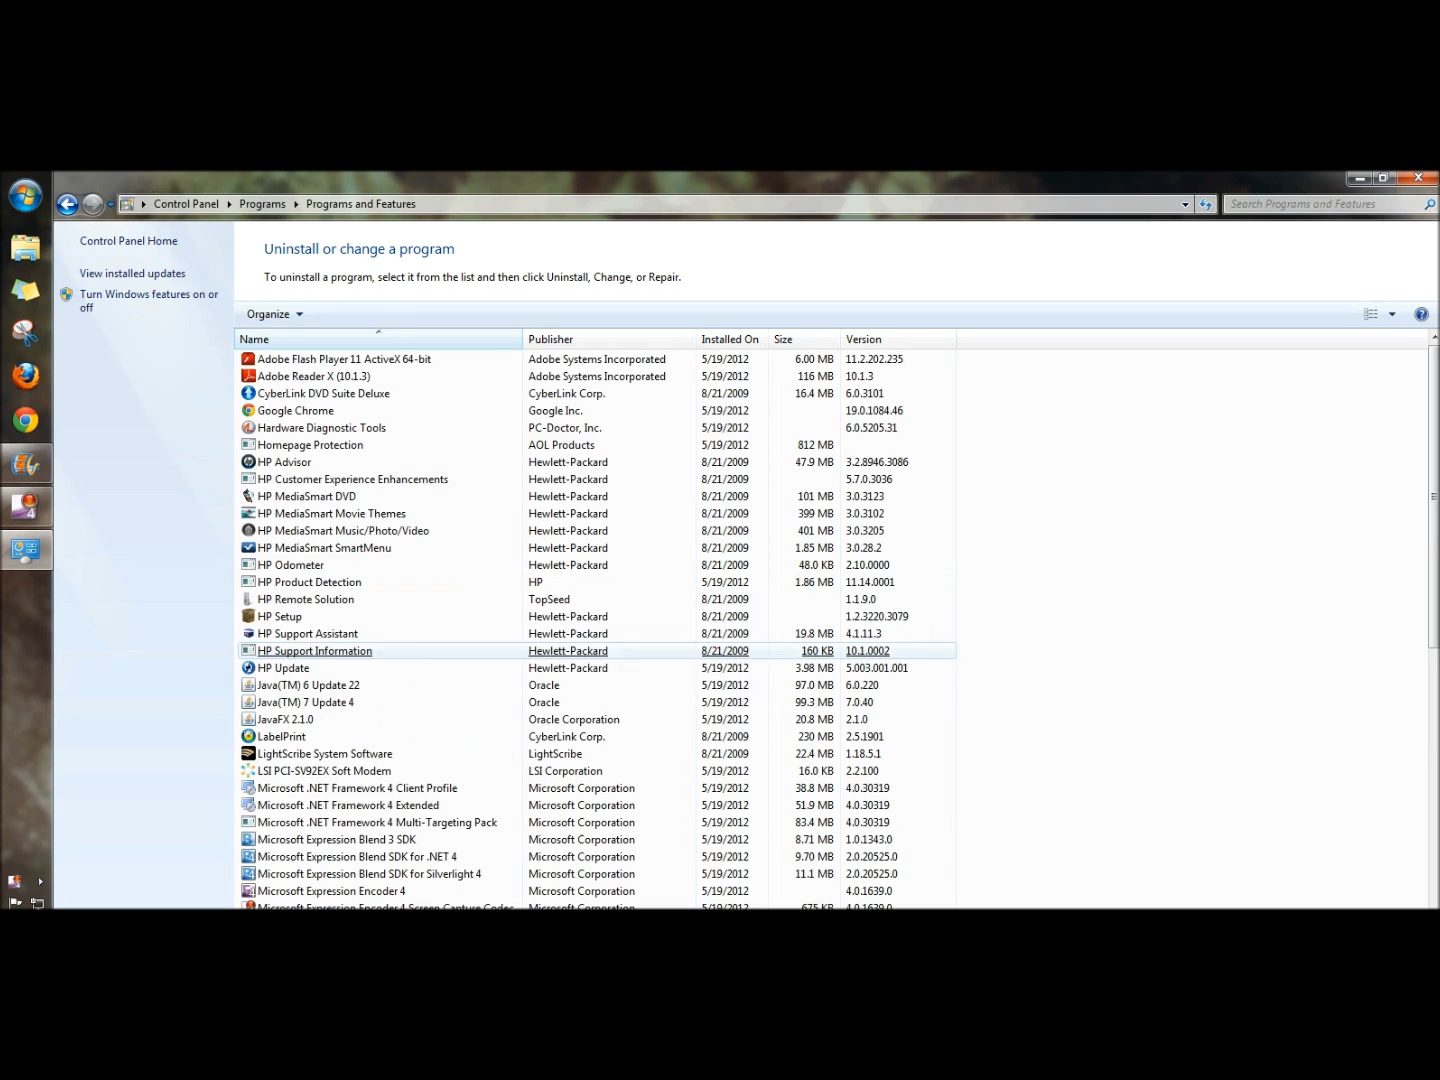 Control Panel Programs Programs and Features
Search Programs and Features
Control Panel Home
View installed updates
Turn Windows features on or
off
Uninstall or change a program
To uninstall a program, select it from the list and then click Uninstall, Change, or Repair.
Organize
Name Publisher Installed On Size Version
Adobe Flash Player 11 ActiveX 64-bit Adobe Systems Incorporated 5/19/2012 6.00 MB 11.2.202.235
Adobe Reader X (10.1.3) Adobe Systems Incorporated 5/19/2012 116 MB 10.1.3
CyberLink DVD Suite Deluxe CyberLink Corp. 8/21/2009 16.4 MB 6.0.3101
Google Chrome Google Inc. 5/19/2012 19.0.1084.46
Hardware Diagnostic Tools PC-Doctor, Inc. 5/19/2012 6.0.5205.31
Homepage Protection AOL Products 5/19/2012 812 MB
HP Advisor Hewlett-Packard 8/21/2009 47.9 MB 3.2.8946.3086
HP Customer Experience Enhancements Hewlett-Packard 8/21/2009 5.7.0.3036
HP MediaSmart DVD Hewlett-Packard 8/21/2009 101 MB 3.0.3123
HP MediaSmart Movie Themes Hewlett-Packard 8/21/2009 399 MB 3.0.3102
HP MediaSmart Music/Photo/Video Hewlett-Packard 8/21/2009 401 MB 3.0.3205
HP MediaSmart SmartMenu Hewlett-Packard 8/21/2009 1.85 MB 3.0.28.2
HP Odometer Hewlett-Packard 8/21/2009 48.0 KB 2.10.0000
HP Product Detection HP 5/19/2012 1.86 MB 11.14.0001
HP Remote Solution TopSeed 8/21/2009 1.1.9.0
HP Setup Hewlett-Packard 8/21/2009 1.2.3220.3079
HP Support Assistant Hewlett-Packard 8/21/2009 19.8 MB 4.1.11.3
HP Support Information Hewlett-Packard 8/21/2009 160 KB 10.1.0002
HP Update Hewlett-Packard 5/19/2012 3.98 MB 5.003.001.001
Java(TM) 6 Update 22 Oracle 5/19/2012 97.0 MB 6.0.220
Java(TM) 7 Update 4 Oracle 5/19/2012 99.3 MB 7.0.40
JavaFX 2.1.0 Oracle Corporation 5/19/2012 20.8 MB 2.1.0
LabelPrint CyberLink Corp. 8/21/2009 230 MB 2.5.1901
LightScribe System Software LightScribe 8/21/2009 22.4 MB 1.18.5.1
LSI PCI-SV92EX Soft Modem LSI Corporation 5/19/2012 16.0 KB 2.2.100
Microsoft .NET Framework 4 Client Profile Microsoft Corporation 5/19/2012 38.8 MB 4.0.30319
Microsoft .NET Framework 4 Extended Microsoft Corporation 5/19/2012 51.9 MB 4.0.30319
Microsoft .NET Framework 4 Multi-Targeting Pack Microsoft Corporation 5/19/2012 83.4 MB 4.0.30319
Microsoft Expression Blend 3 SDK Microsoft Corporation 5/19/2012 8.71 MB 1.0.1343.0
Microsoft Expression Blend SDK for .NET 4 Microsoft Corporation 5/19/2012 9.70 MB 2.0.20525.0
Microsoft Expression Blend SDK for Silverlight 4 Microsoft Corporation 5/19/2012 11.1 MB 2.0.20525.0
Microsoft Expression Encoder 4 Microsoft Corporation 5/19/2012 4.0.1639.0
Microsoft Expression Encoder 4 Screen Capture Codec Microsoft Corporation 5/19/2012 675 KB 4.0.1639.0